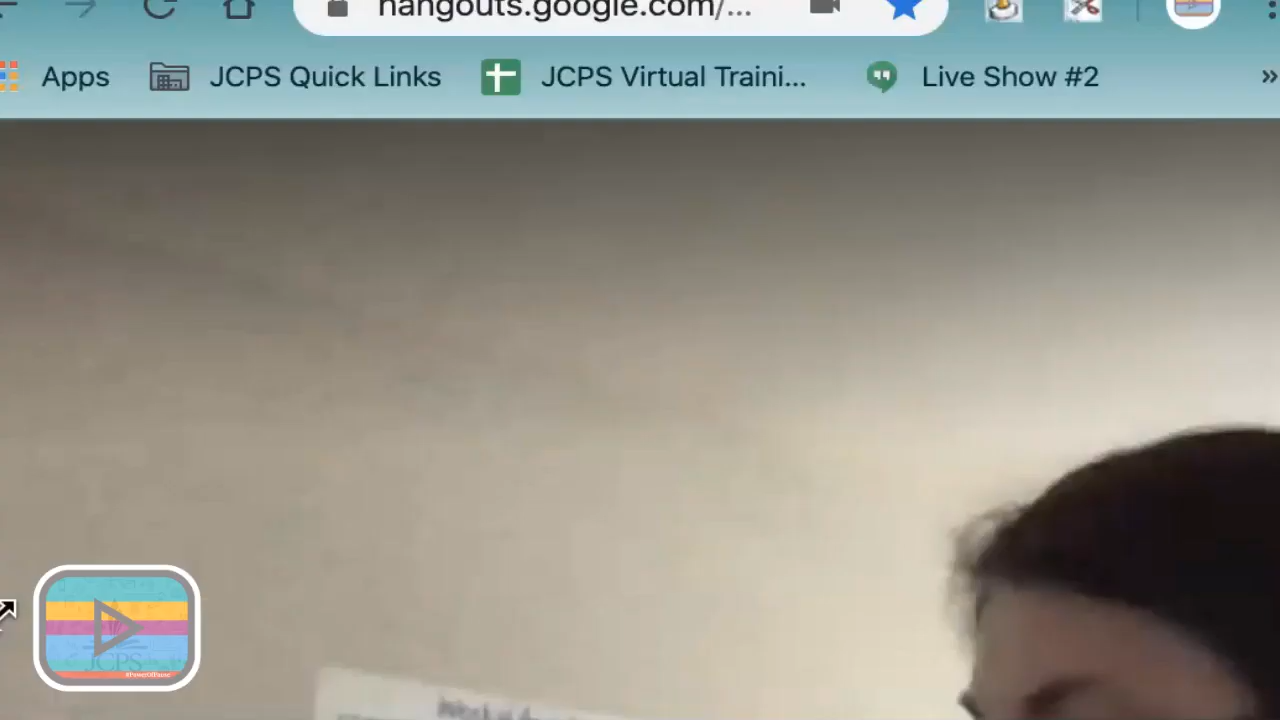 hangouts.google.com/...
Apps
JCPS Quick Links
JCPS Virtual Traini...
Live Show #2
»
JCPS